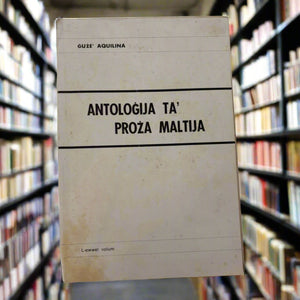 GUŻE' AQUILINA
ANTOLOĠIJA TA'
PROŻA MALTIJA
L-ewwel volum